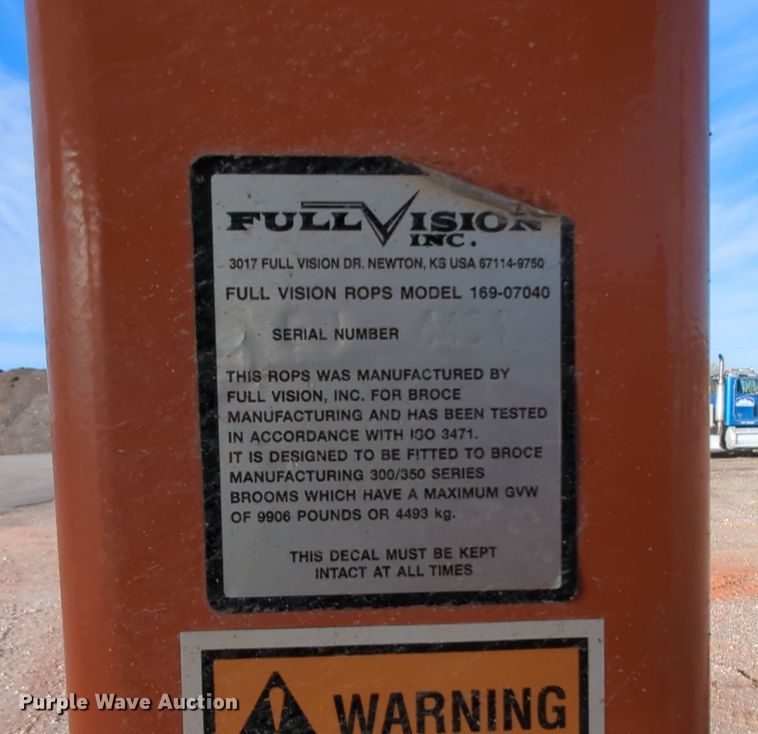 FULL VISION
INC.
3017 FULL VISION DR. NEWTON, KS USA 67114-9750
FULL VISION ROPS MODEL 169-07040
SERIAL NUMBER
THIS ROPS WAS MANUFACTURED BY
FULL VISION, INC. FOR BROCE
MANUFACTURING AND HAS BEEN TESTED
IN ACCORDANCE WITH ISO 3471.
IT IS DESIGNED TO BE FITTED TO BROCE
MANUFACTURING 300/350 SERIES
BROOMS WHICH HAVE A MAXIMUM GVW
OF 9906 POUNDS OR 4493 kg.
THIS DECAL MUST BE KEPT
INTACT AT ALL TIMES
WARNING
Purple Wave Auction